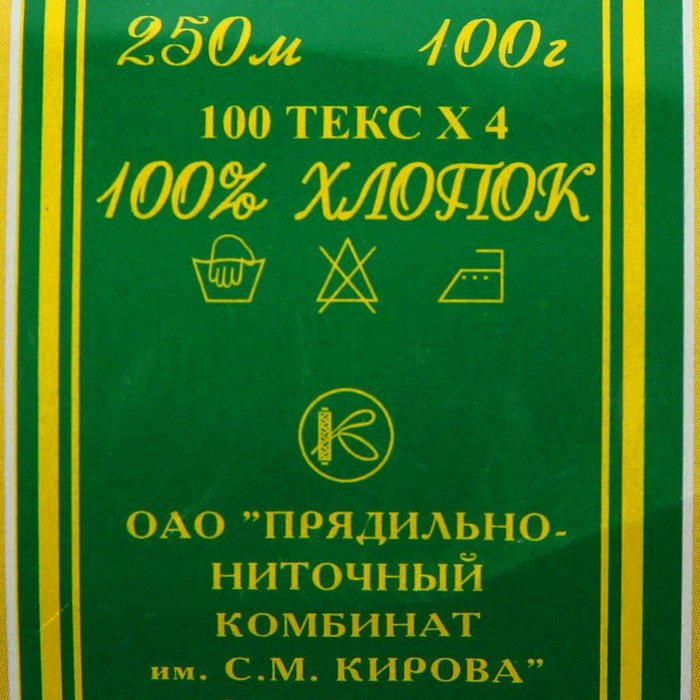 250м 100г
100 ТЕКС Х 4
100% ХЛОПОК
ОАО "ПРЯДИЛЬНО-
НИТОЧНЫЙ
КОМБИНАТ
им. С.М. КИРОВА"